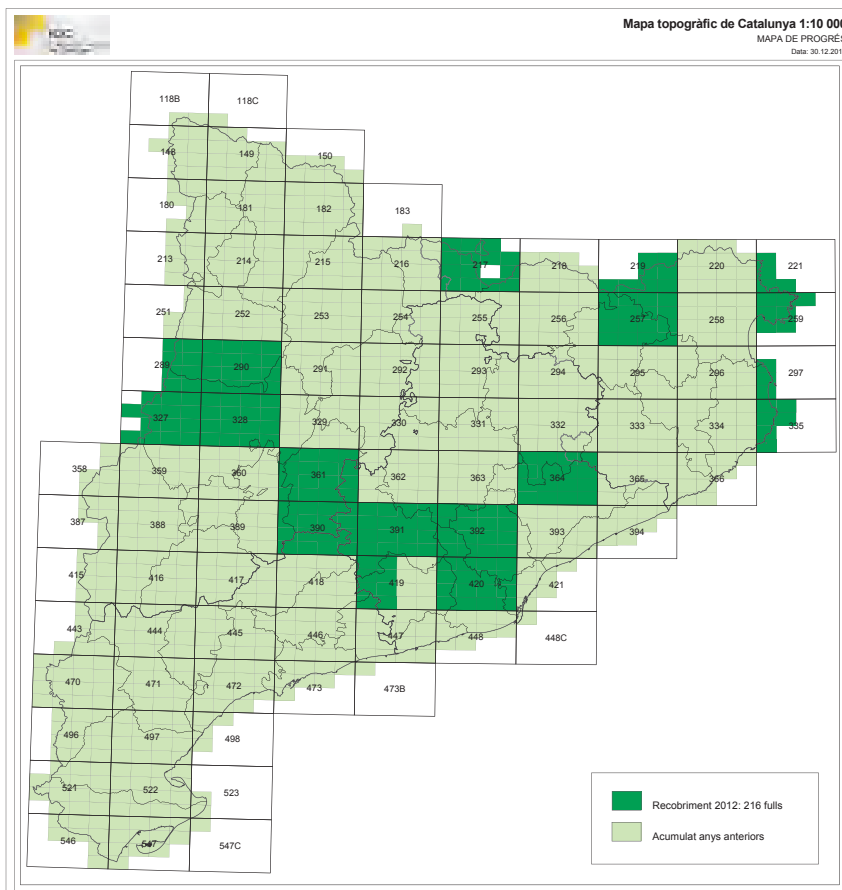 Mapa topogràfic de Catalunya 1:10 000
MAPA DE PROGRÉS
Data: 30.12.201
118B 118C
148 149 150
180 181 182 183
213 214 215 216 217 218 219 220 221
251 252 253 254 255 256 257 258 259
289 290 291 292 293 294 295 296 297
327 328 329 330 331 332 333 334 335
358 359 360 361 362 363 364 365 366
387 388 389 390 391 392 393 394
415 416 417 418 419 420 421
443 444 445 446 447 448 448C
470 471 472 473 473B
496 497 498
521 522 523
546 547 547C
Recobriment 2012: 216 fulls
Acumulat anys anteriors